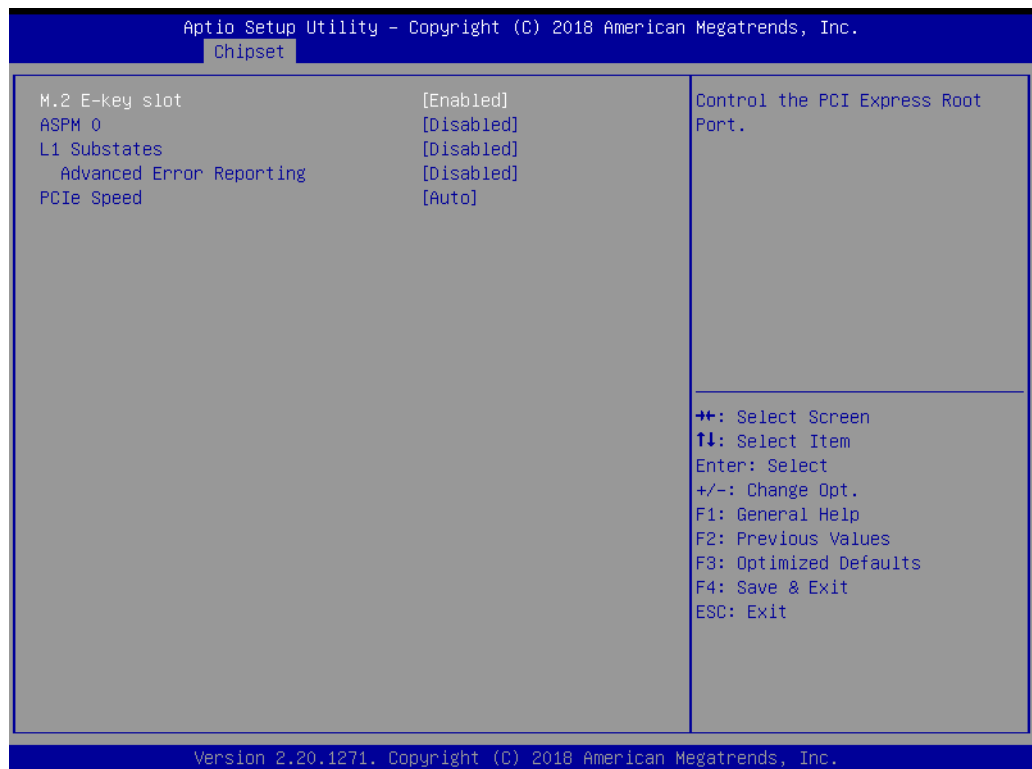 Aptio Setup Utility – Copyright (C) 2018 American Megatrends, Inc.
Chipset
M.2 E-key slot [Enabled]
ASPM 0 [Disabled]
L1 Substates [Disabled]
Advanced Error Reporting [Disabled]
PCIe Speed [Auto]
Control the PCI Express Root
Port.
→←: Select Screen
↑↓: Select Item
Enter: Select
+/-: Change Opt.
F1: General Help
F2: Previous Values
F3: Optimized Defaults
F4: Save & Exit
ESC: Exit
Version 2.20.1271. Copyright (C) 2018 American Megatrends, Inc.